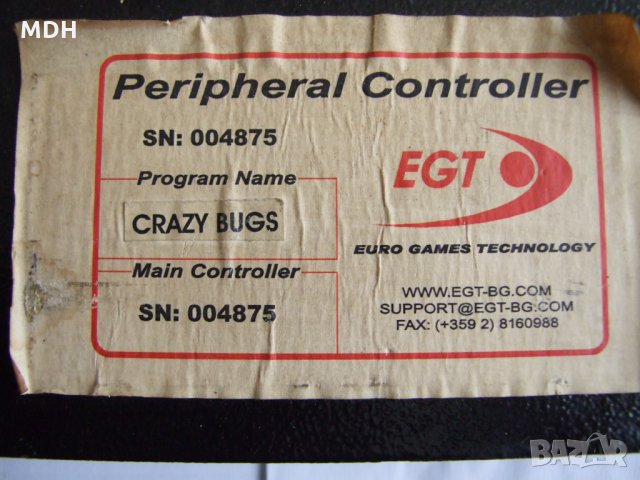 MDH
Peripheral Controller
SN: 004875
EGT
Program Name
CRAZY BUGS
EURO GAMES TECHNOLOGY
Main Controller
SN: 004875
WWW.EGT-BG.COM
SUPPORT@EGT-BG.COM
FAX: (+359 2) 8160988
BAZAR